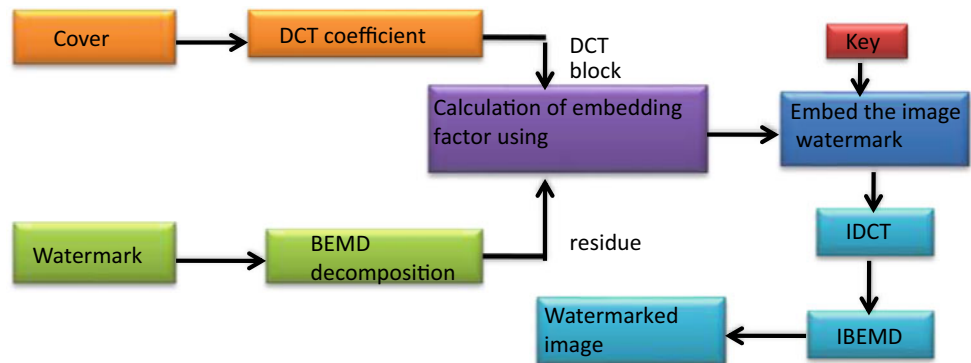 Cover
DCT coefficient
DCT
block
Key
Calculation of embedding
factor using
Embed the image
watermark
Watermark
BEMD
decomposition
residue
IDCT
Watermarked
image
IBEMD